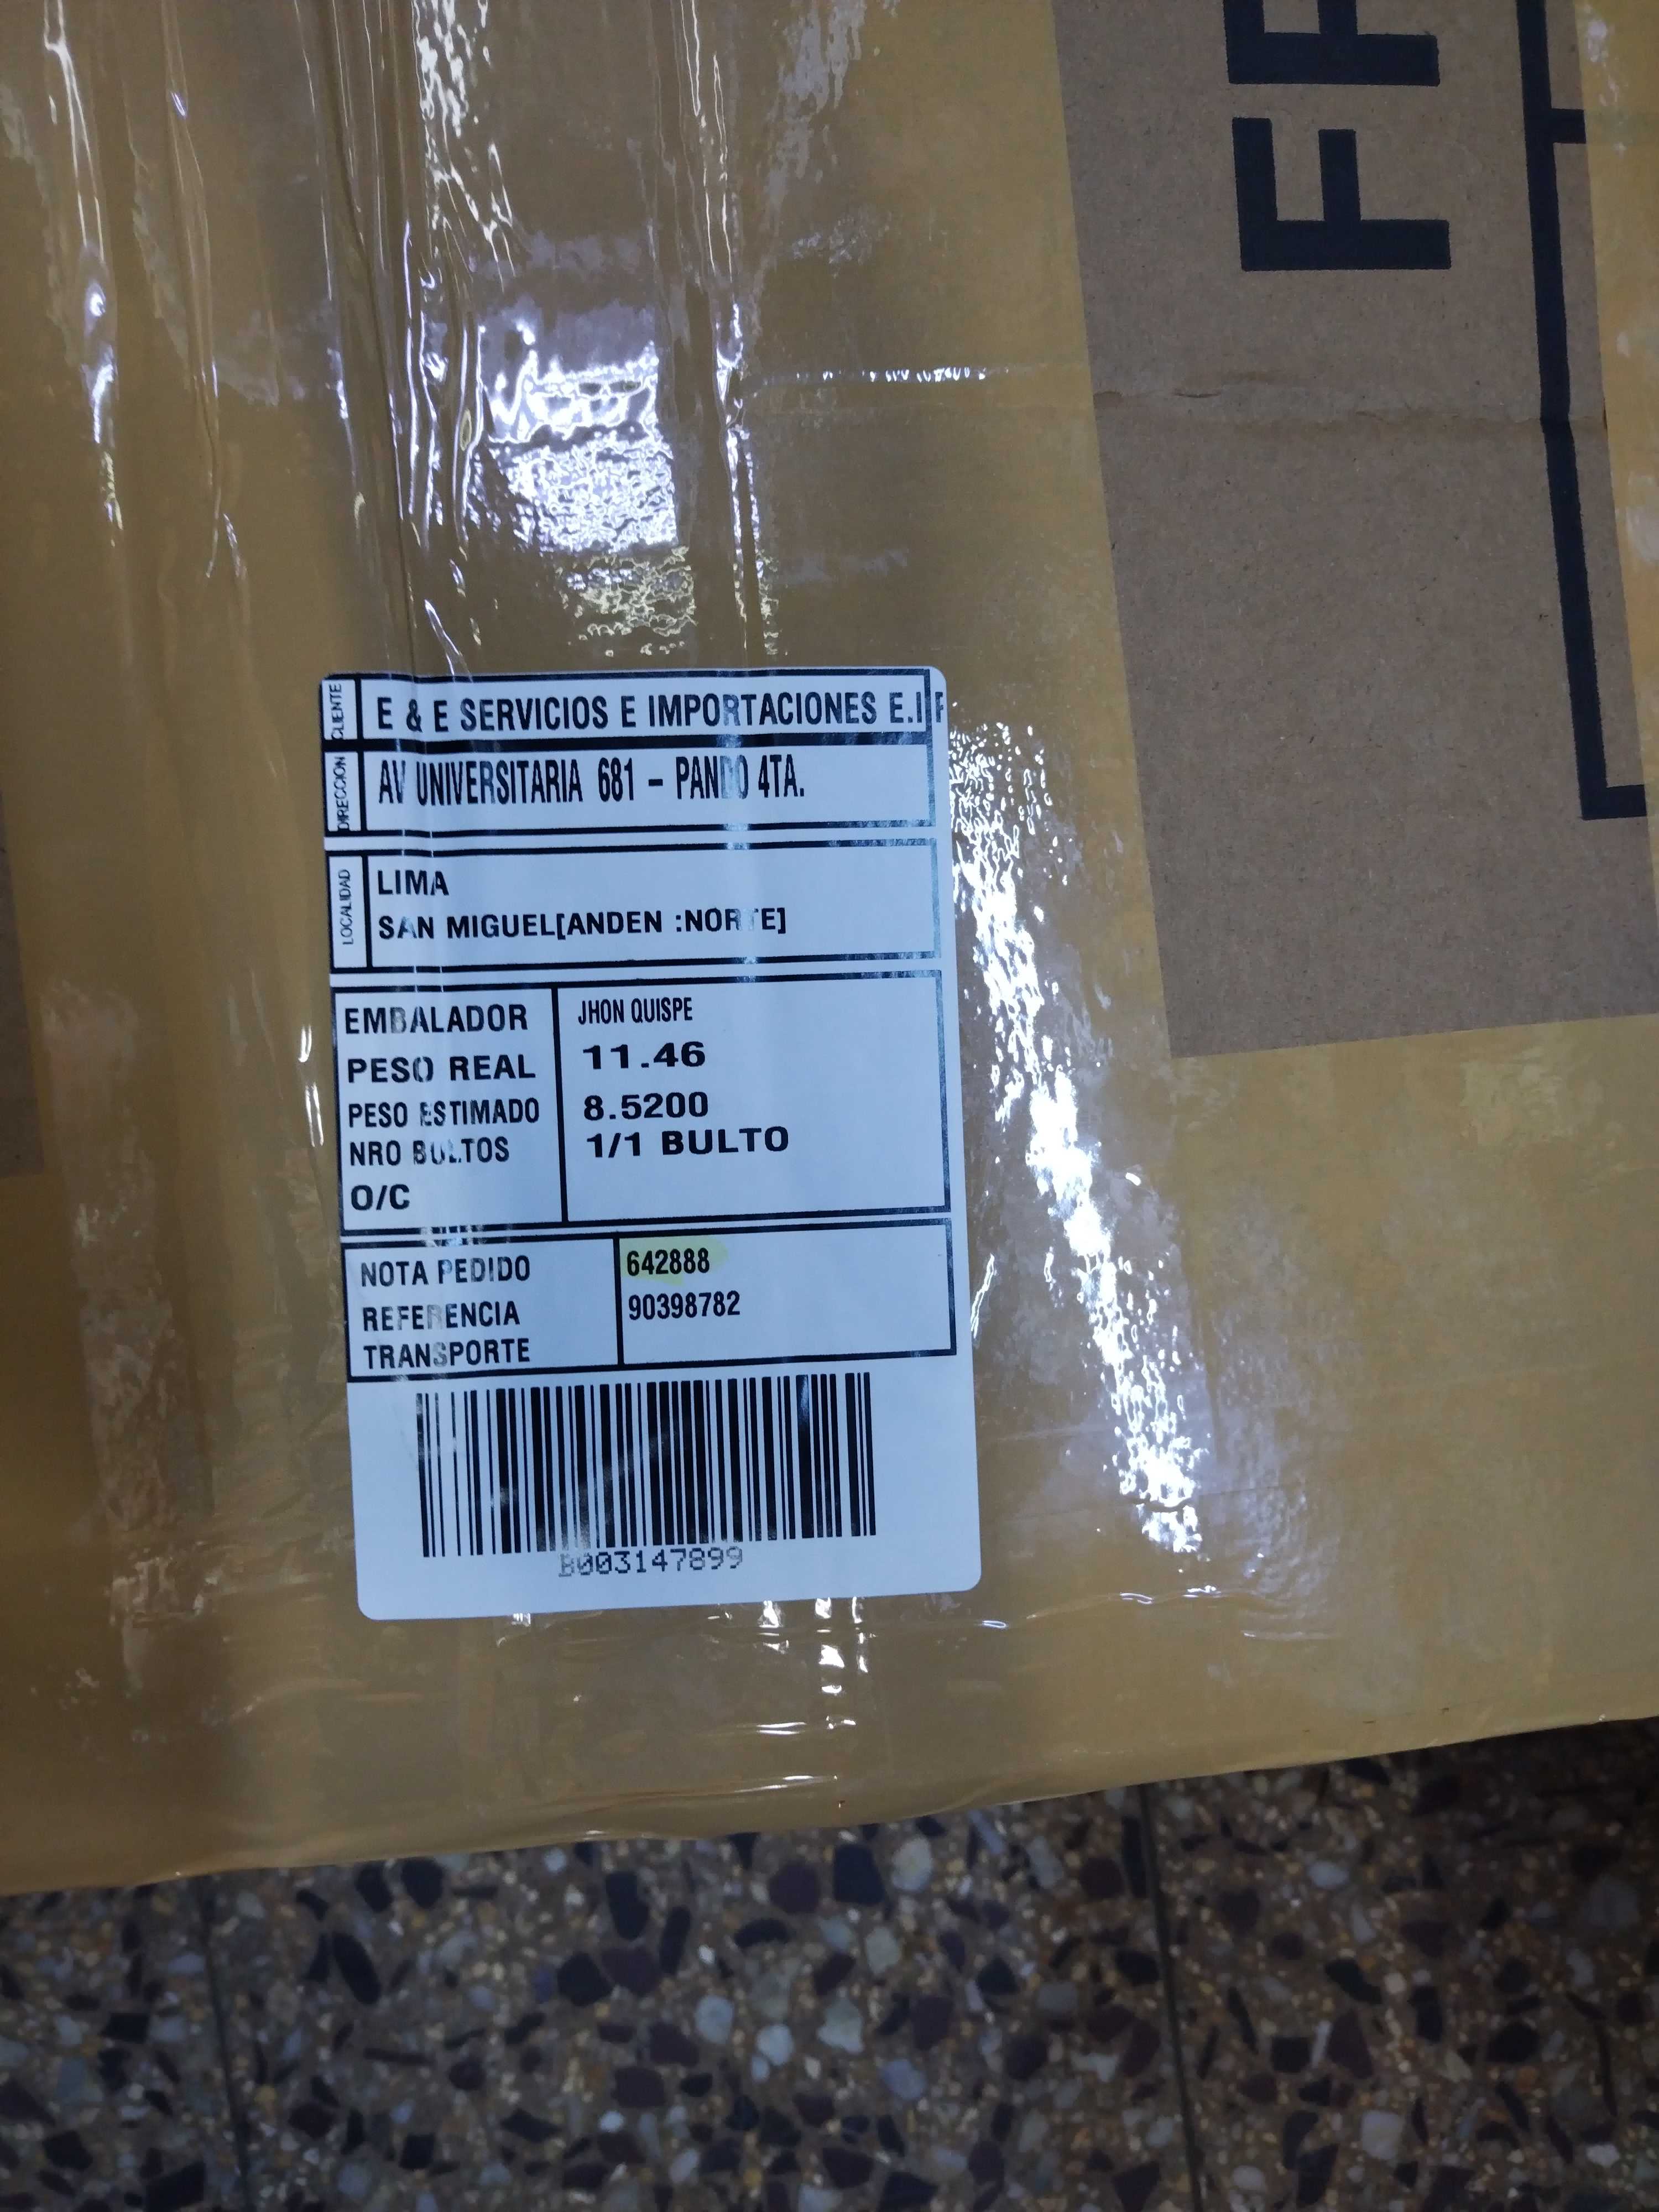 CLIENTE
E & E SERVICIOS E IMPORTACIONES E.I
DIRECCION
AV UNIVERSITARIA 681 - PANDO 4TA.
LOCALIDAD
LIMA
SAN MIGUEL[ANDEN :NORTE]
EMBALADOR JHON QUISPE
PESO REAL 11.46
PESO ESTIMADO 8.5200
NRO BULTOS 1/1 BULTO
O/C
NOTA PEDIDO 642888
REFERENCIA 90398782
TRANSPORTE
B003147899